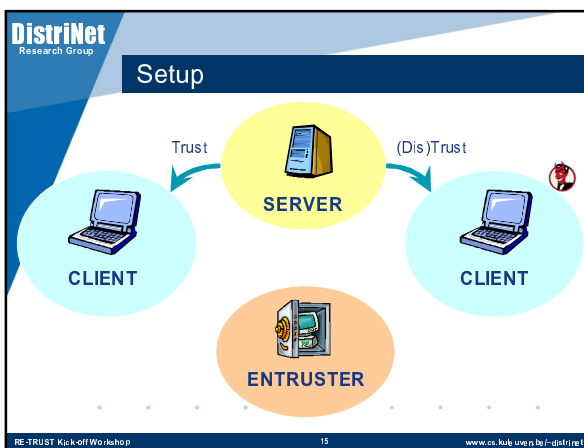 DistriNet
Research Group
Setup
Trust
(Dis)Trust
SERVER
CLIENT
CLIENT
ENTRUSTER
RE-TRUST Kick-off Workshop
15
www.cs.kuleuven.be/~distrinet